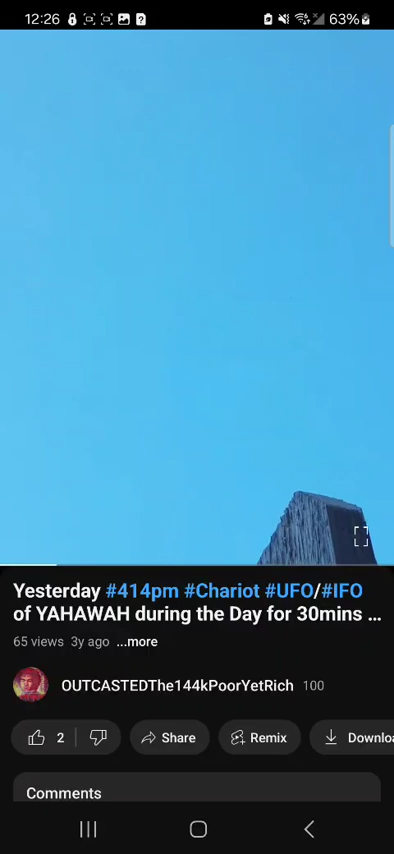 12:26
63%
Yesterday #414pm #Chariot #UFO/#IFO
of YAHAWAH during the Day for 30mins ...
65 views 3y ago ...more
OUTCASTEDThe144kPoorYetRich 100
2 Share Remix Downloa
Comments